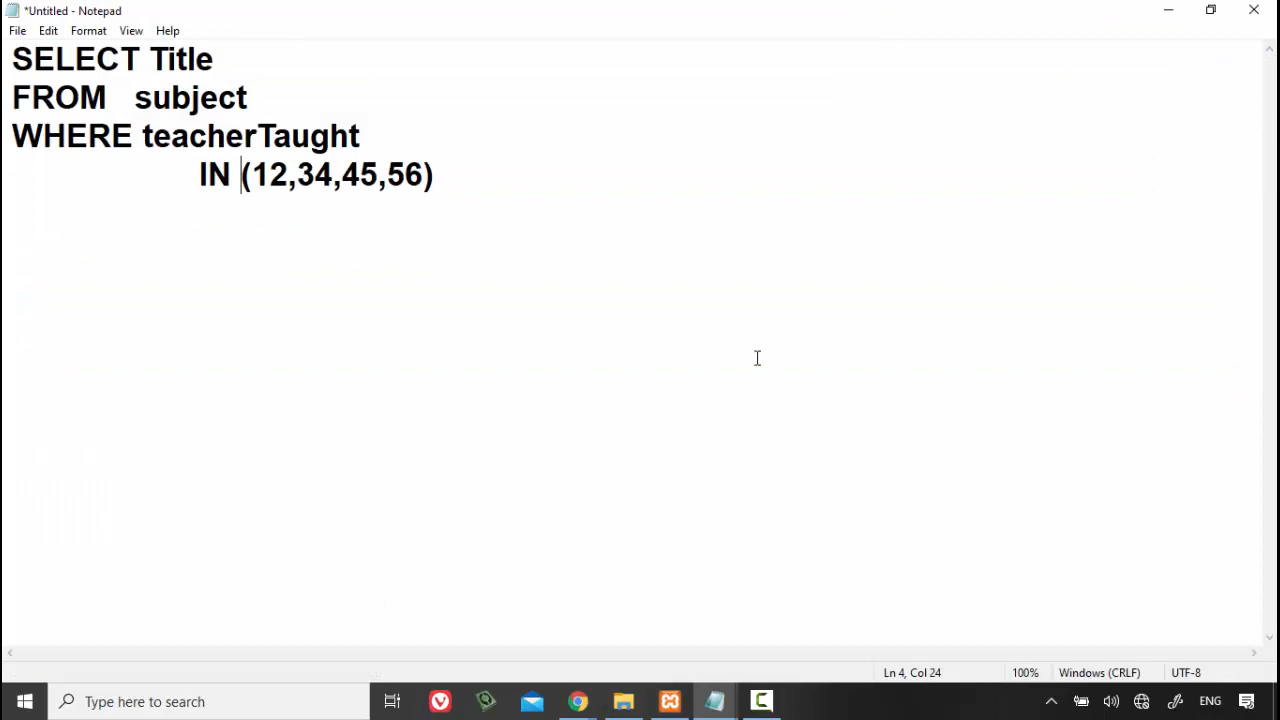 *Untitled - Notepad
File Edit Format View Help
SELECT Title
FROM subject
WHERE teacherTaught
IN (12,34,45,56)
Ln 4, Col 24 100% Windows (CRLF) UTF-8
Type here to search
ENG